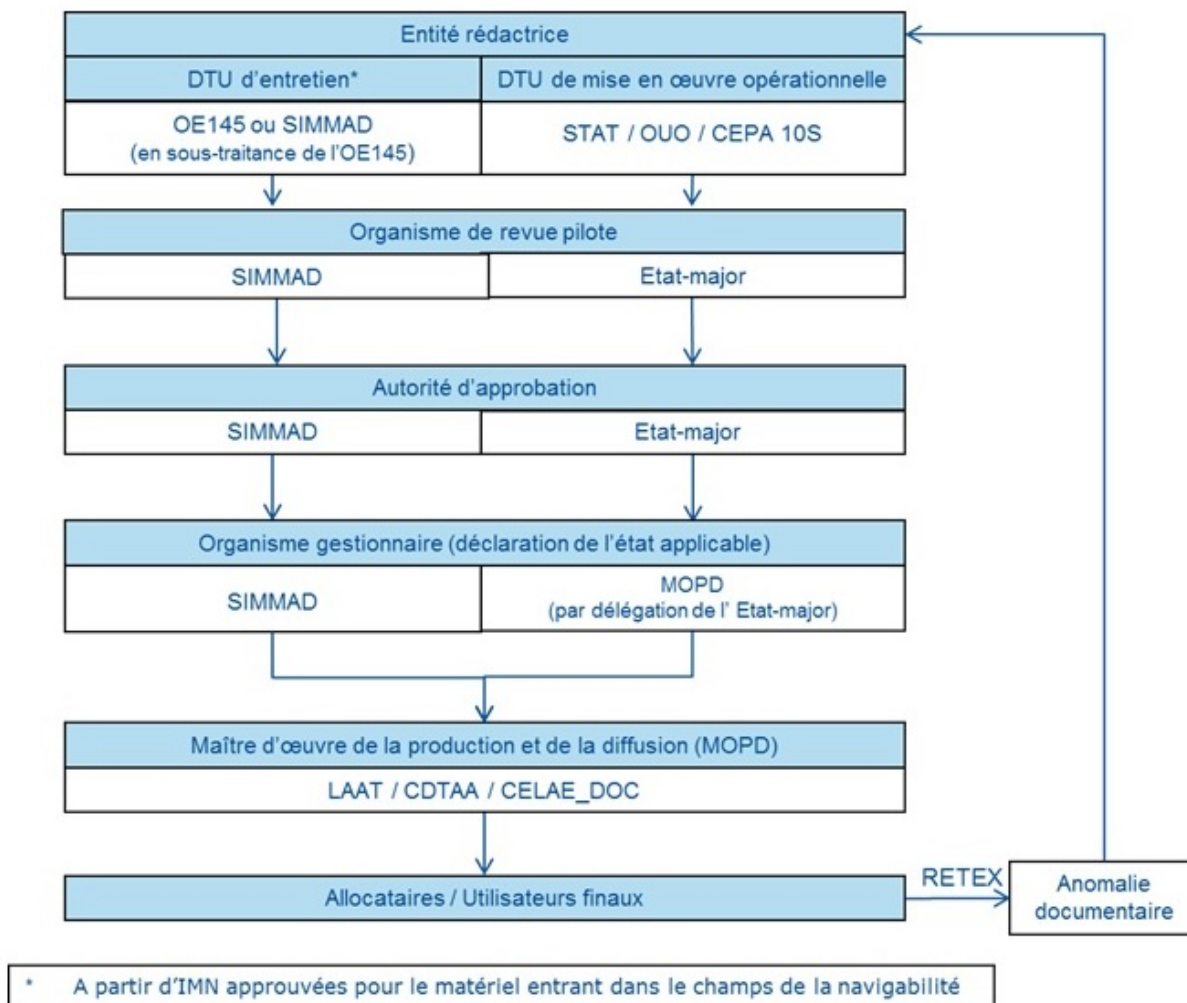 Entité rédactrice
DTU d'entretien*
DTU de mise en œuvre opérationnelle
OE145 ou SIMMAD
(en sous-traitance de l'OE145)
STAT / OUO / CEPA 10S
Organisme de revue pilote
SIMMAD
Etat-major
Autorité d'approbation
SIMMAD
Etat-major
Organisme gestionnaire (déclaration de l'état applicable)
SIMMAD
MOPD
(par délégation de l' Etat-major)
Maître d'œuvre de la production et de la diffusion (MOPD)
LAAT / CDTAA / CELAE_DOC
Allocataires / Utilisateurs finaux
RETEX
Anomalie
documentaire
* A partir d'IMN approuvées pour le matériel entrant dans le champs de la navigabilité